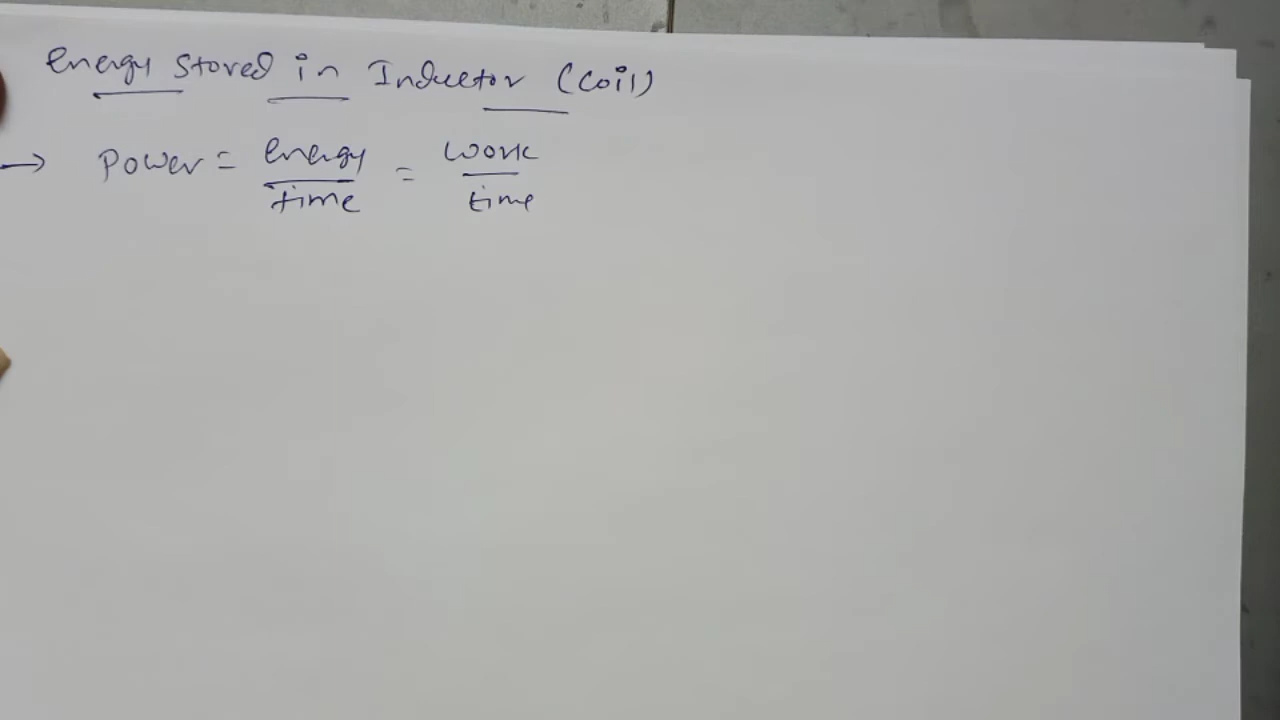 Energy Stored in Inductor (Coil)
→ Power = energy/time = work/time